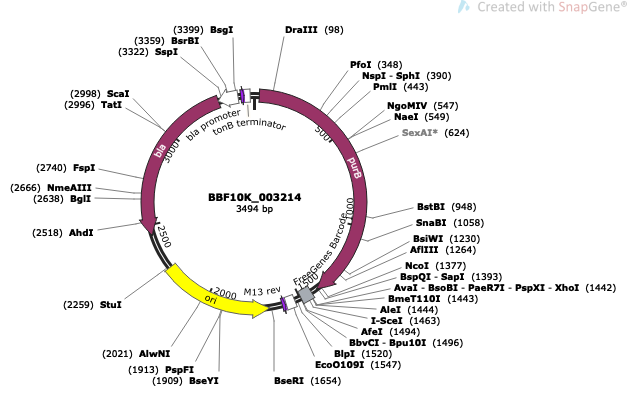 Created with SnapGene®
(3399) BsgI
DraIII (98)
(3359) BsrBI
(3322) SspI
PfoI (348)
NspI - SphI (390)
PmlI (443)
(2998) ScaI
(2996) TatI
NgoMIV (547)
NaeI (549)
SexAI* (624)
bla promoter
tonB terminator
500
3000
bla
purB
(2740) FspI
(2666) NmeAIII
(2638) BglI
(2518) AhdI
BBF10K_003214
3494 bp
1000
2500
BstBI (948)
SnaBI (1058)
BsiWI (1230)
AflIII (1264)
FreeGenes Barcode
NcoI (1377)
BspQI - SapI (1393)
AvaI - BsoBI - PaeR7I - PspXI - XhoI (1442)
BmeT110I (1443)
AleI (1444)
I-SceI (1463)
AfeI (1494)
BbvCI - Bpu10I (1496)
BlpI (1520)
EcoO109I (1547)
(2259) StuI
2000
M13 rev
ori
(2021) AlwNI
(1913) PspFI
(1909) BseYI
BseRI (1654)